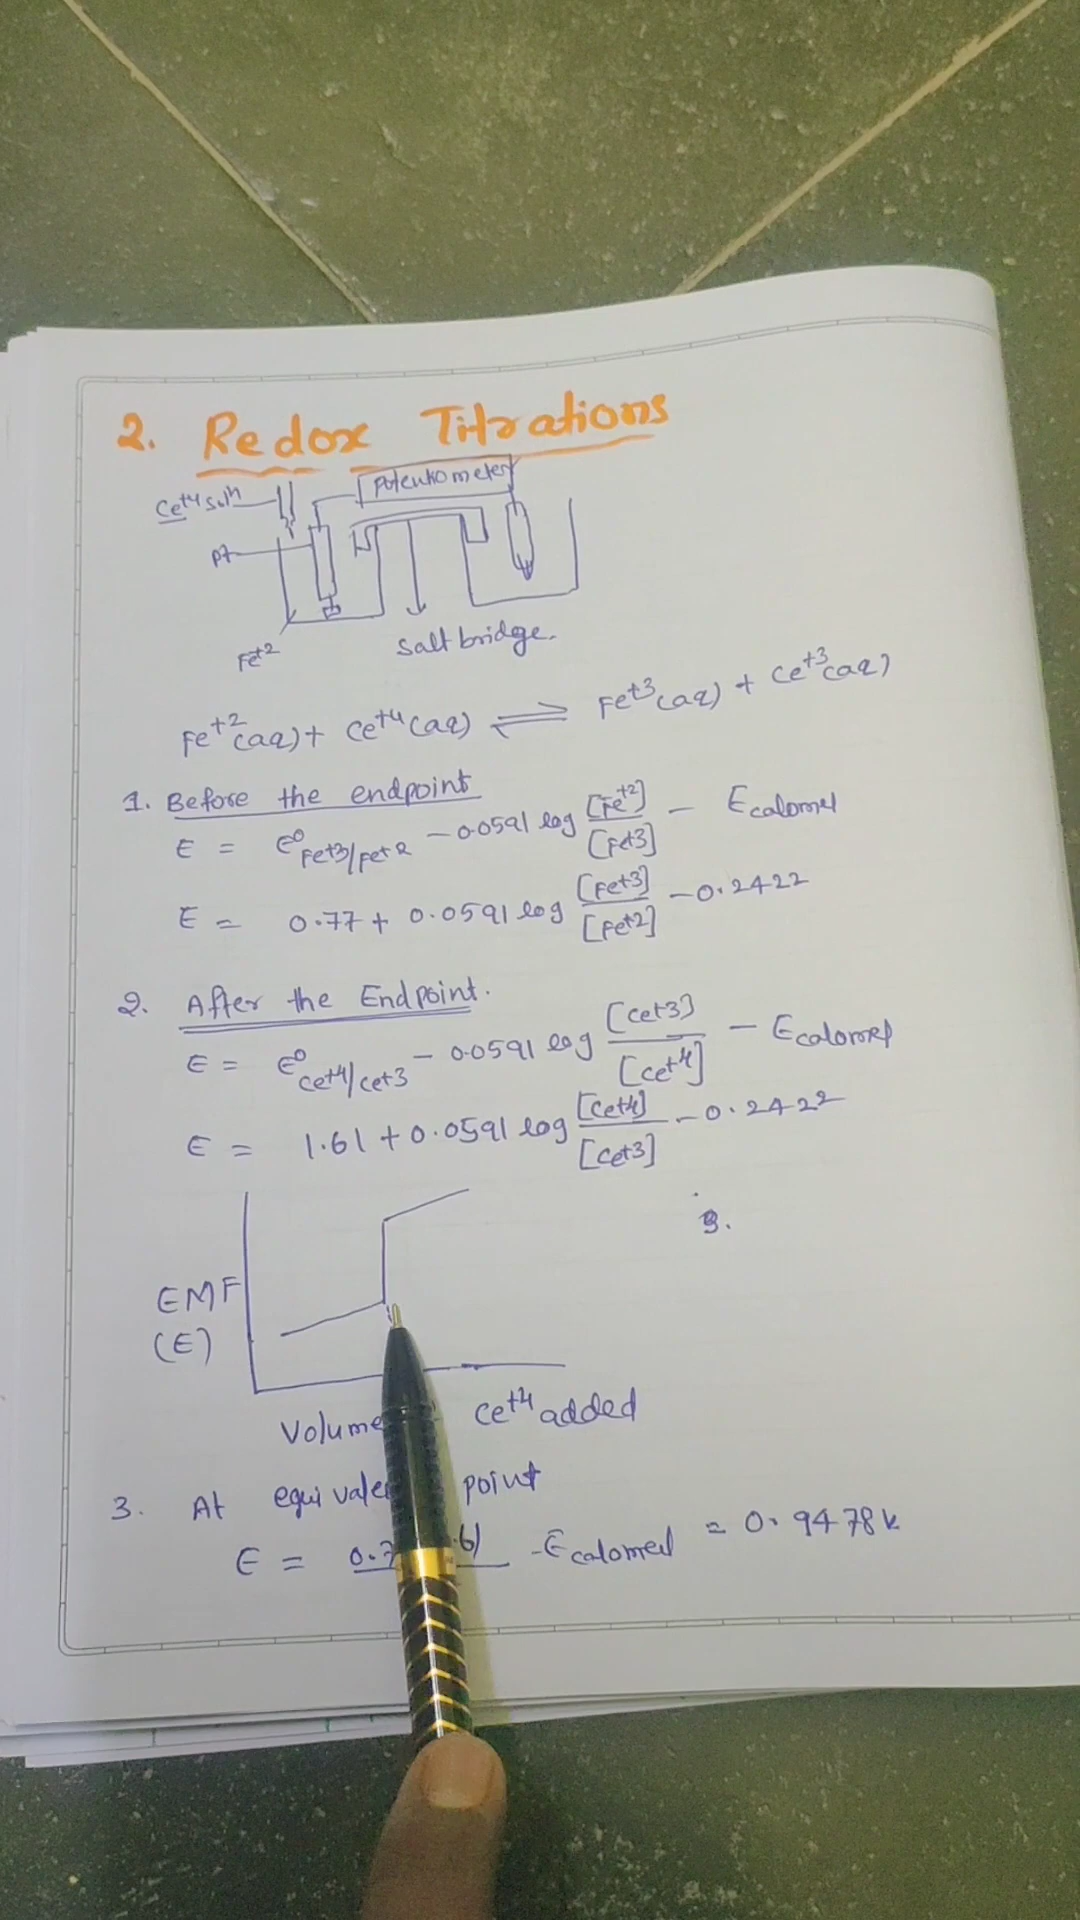 2. Redox Titrations
Potentiometer
Ce+4 soln
Pt
Fe+2
Salt bridge.
Fe+2(aq) + Ce+4(aq) ⇌ Fe+3(aq) + Ce+3(aq)
1. Before the endpoint
E = E° Fe+3/Fe+2 - 0.0591 log [Fe+2]/[Fe+3] - Ecalomel
E = 0.77 + 0.0591 log [Fe+3]/[Fe+2] - 0.2422
2. After the Endpoint.
E = E° Ce+4/Ce+3 - 0.0591 log [Ce+3]/[Ce+4] - Ecalomel
E = 1.61 + 0.0591 log [Ce+4]/[Ce+3] - 0.2422
3.
EMF
(E)
Volume Ce+4 added
3. At point
E = - Ecalomel = 0.9478